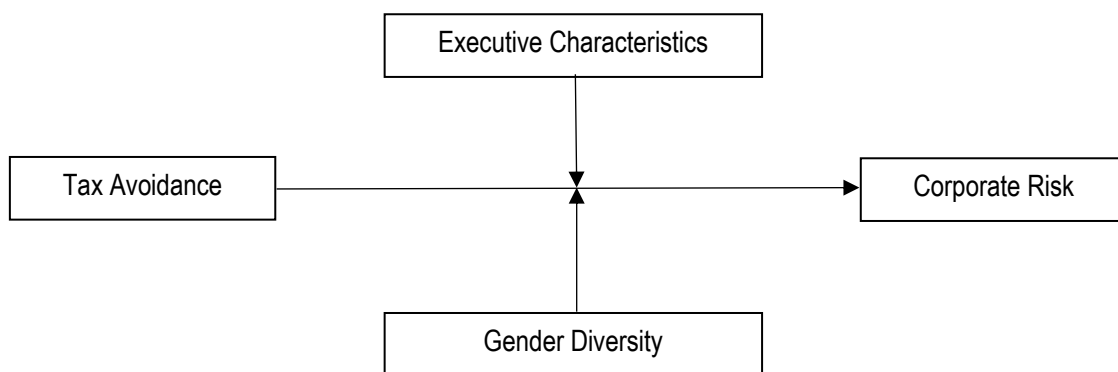 Executive Characteristics
Tax Avoidance
Corporate Risk
Gender Diversity